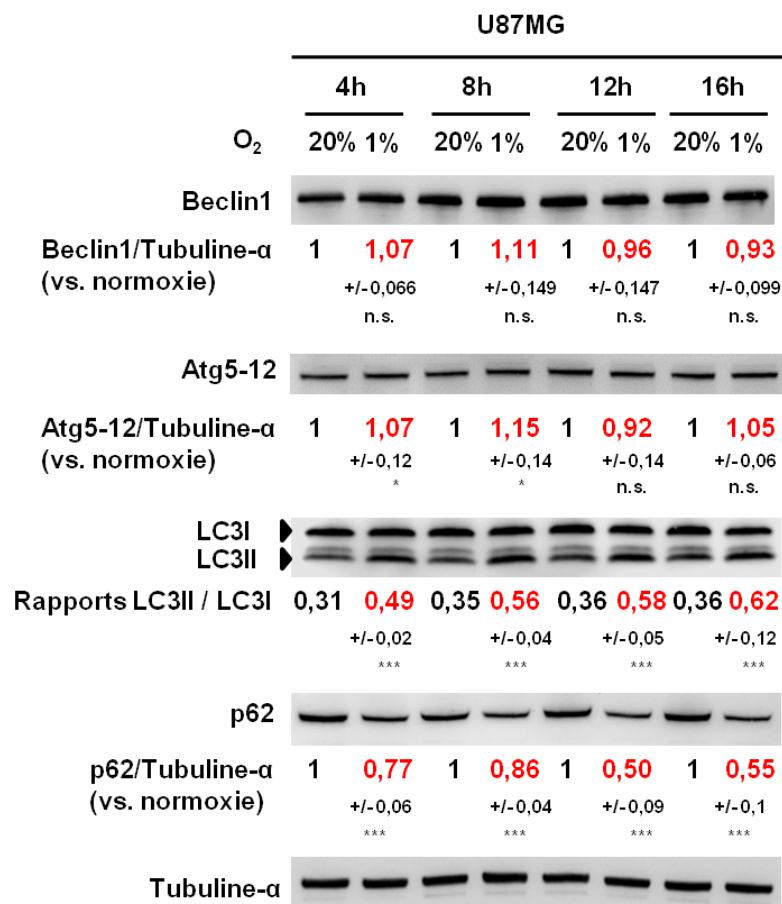 U87MG
4h 8h 12h 16h
O₂ 20% 1% 20% 1% 20% 1% 20% 1%
Beclin1
Beclin1/Tubuline-α 1 1,07 1 1,11 1 0,96 1 0,93
(vs. normoxie) +/-0,066 +/-0,149 +/-0,147 +/-0,099
n.s. n.s. n.s. n.s.
Atg5-12
Atg5-12/Tubuline-α 1 1,07 1 1,15 1 0,92 1 1,05
(vs. normoxie) +/-0,12 +/-0,14 +/-0,14 +/-0,06
* * n.s. n.s.
LC3I
LC3II
Rapports LC3II / LC3I 0,31 0,49 0,35 0,56 0,36 0,58 0,36 0,62
+/-0,02 +/-0,04 +/-0,05 +/-0,12
*** *** *** ***
p62
p62/Tubuline-α 1 0,77 1 0,86 1 0,50 1 0,55
(vs. normoxie) +/-0,06 +/-0,04 +/-0,09 +/-0,1
*** *** *** ***
Tubuline-α